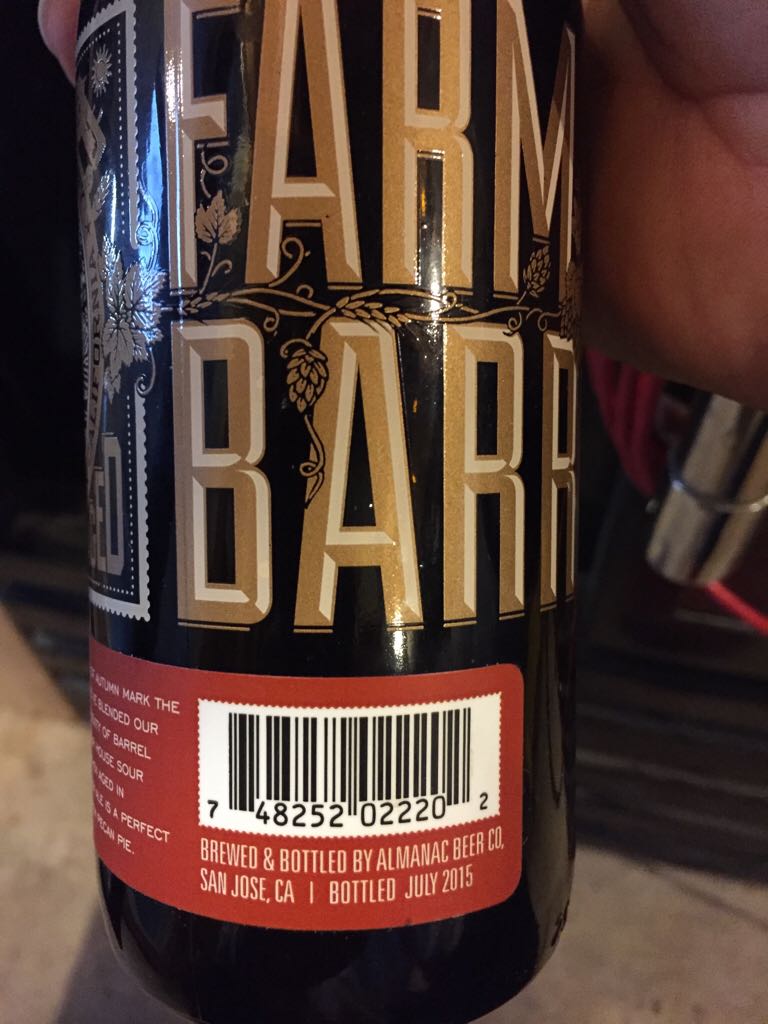 FARM
BARR
CALIFORNIA
AUTUMN MARK THE
BLENDED OUR
OF BARREL
HOUSE SOUR
AGED IN
IS A PERFECT
PECAN PIE.
7 48252 02220 2
BREWED & BOTTLED BY ALMANAC BEER CO,
SAN JOSE, CA | BOTTLED JULY 2015